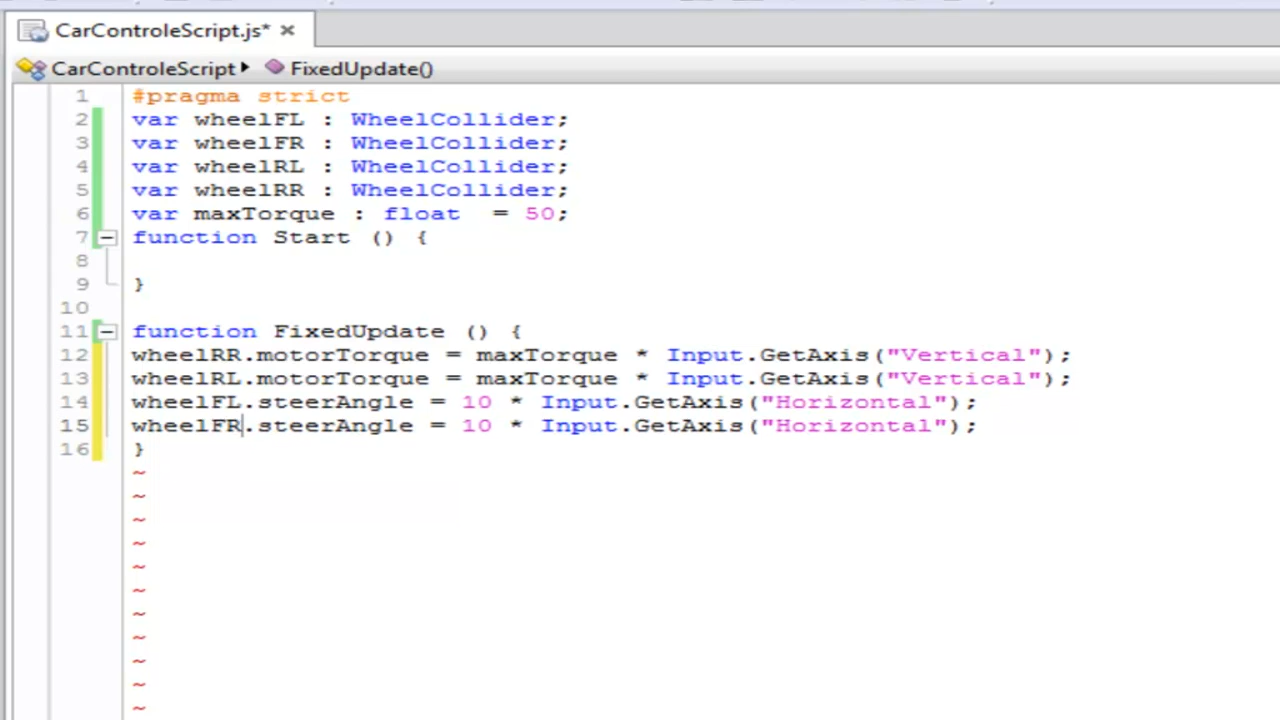 CarControleScript.js*
CarControleScript FixedUpdate()
1 #pragma strict
2 var wheelFL : WheelCollider;
3 var wheelFR : WheelCollider;
4 var wheelRL : WheelCollider;
5 var wheelRR : WheelCollider;
6 var maxTorque : float  = 50;
7 function Start () {
8
9 }
10
11 function FixedUpdate () {
12 wheelRR.motorTorque = maxTorque * Input.GetAxis("Vertical");
13 wheelRL.motorTorque = maxTorque * Input.GetAxis("Vertical");
14 wheelFL.steerAngle = 10 * Input.GetAxis("Horizontal");
15 wheelFR.steerAngle = 10 * Input.GetAxis("Horizontal");
16 }
~
~
~
~
~
~
~
~
~
~
~